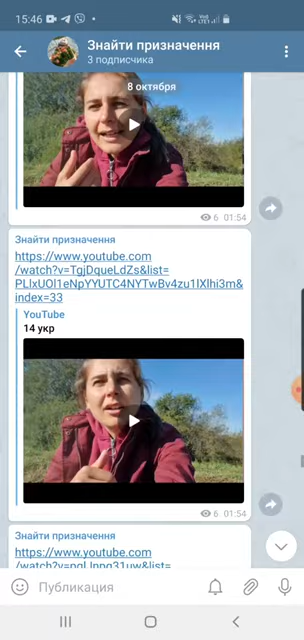 15:46
Знайти призначення
3 подписчика
8 октября
6 01:54
Знайти призначення
https://www.youtube.com
/watch?v=TgjDqueLdZs&list=
PLIxUOl1eNpYYUTC4NYTwBv4zu1lXlhi3m&
index=33
YouTube
14 укр
6 01:54
Знайти призначення
https://www.youtube.com
Публикация